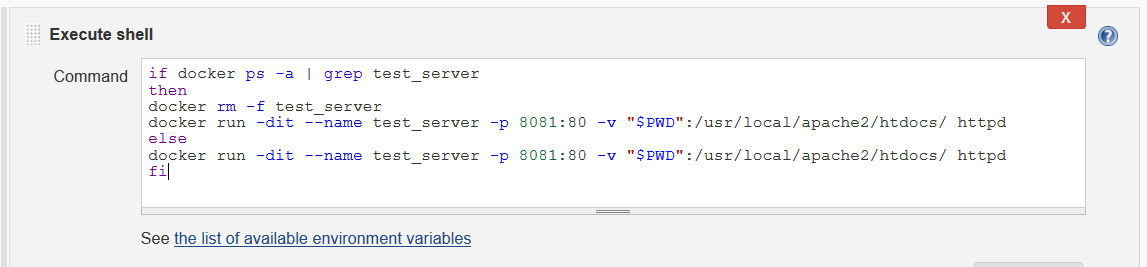 Execute shell
X
?
Command
if docker ps -a | grep test_server
then
docker rm -f test_server
docker run -dit --name test_server -p 8081:80 -v "$PWD":/usr/local/apache2/htdocs/ httpd
else
docker run -dit --name test_server -p 8081:80 -v "$PWD":/usr/local/apache2/htdocs/ httpd
fi
See the list of available environment variables